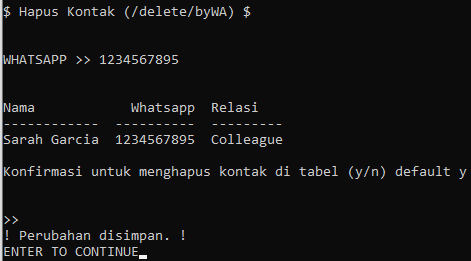 $ Hapus Kontak (/delete/byWA) $
WHATSAPP >> 1234567895
Nama Whatsapp Relasi
------------ ---------- ---------
Sarah Garcia 1234567895 Colleague
Konfirmasi untuk menghapus kontak di tabel (y/n) default y
>>
! Perubahan disimpan. !
ENTER TO CONTINUE